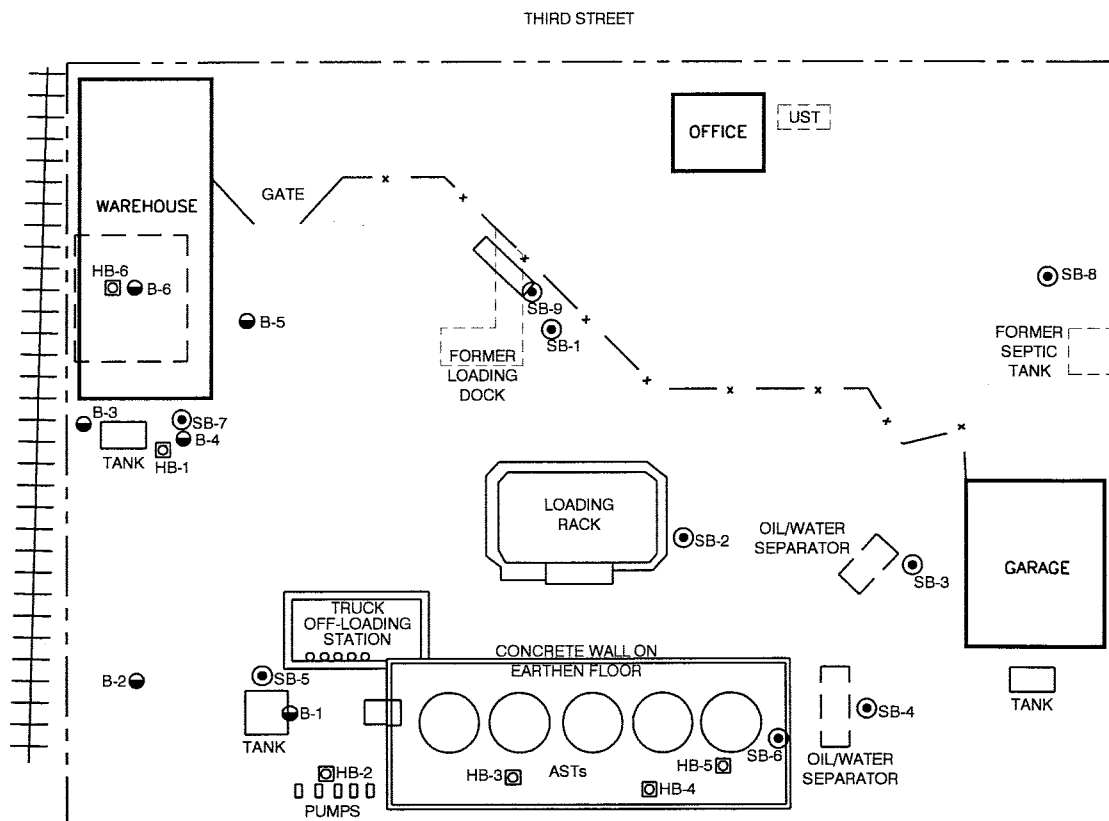 THIRD STREET
OFFICE
UST
GATE
WAREHOUSE
HB-6
B-6
B-5
SB-9
SB-1
SB-8
FORMER
SEPTIC
TANK
FORMER
LOADING
DOCK
B-3
SB-7
B-4
TANK
HB-1
LOADING
RACK
SB-2
OIL/WATER
SEPARATOR
SB-3
GARAGE
TRUCK
OFF-LOADING
STATION
CONCRETE WALL ON
EARTHEN FLOOR
B-2
SB-5
B-1
TANK
SB-4
TANK
SB-6
OIL/WATER
SEPARATOR
HB-2
HB-3
ASTs
HB-5
HB-4
PUMPS